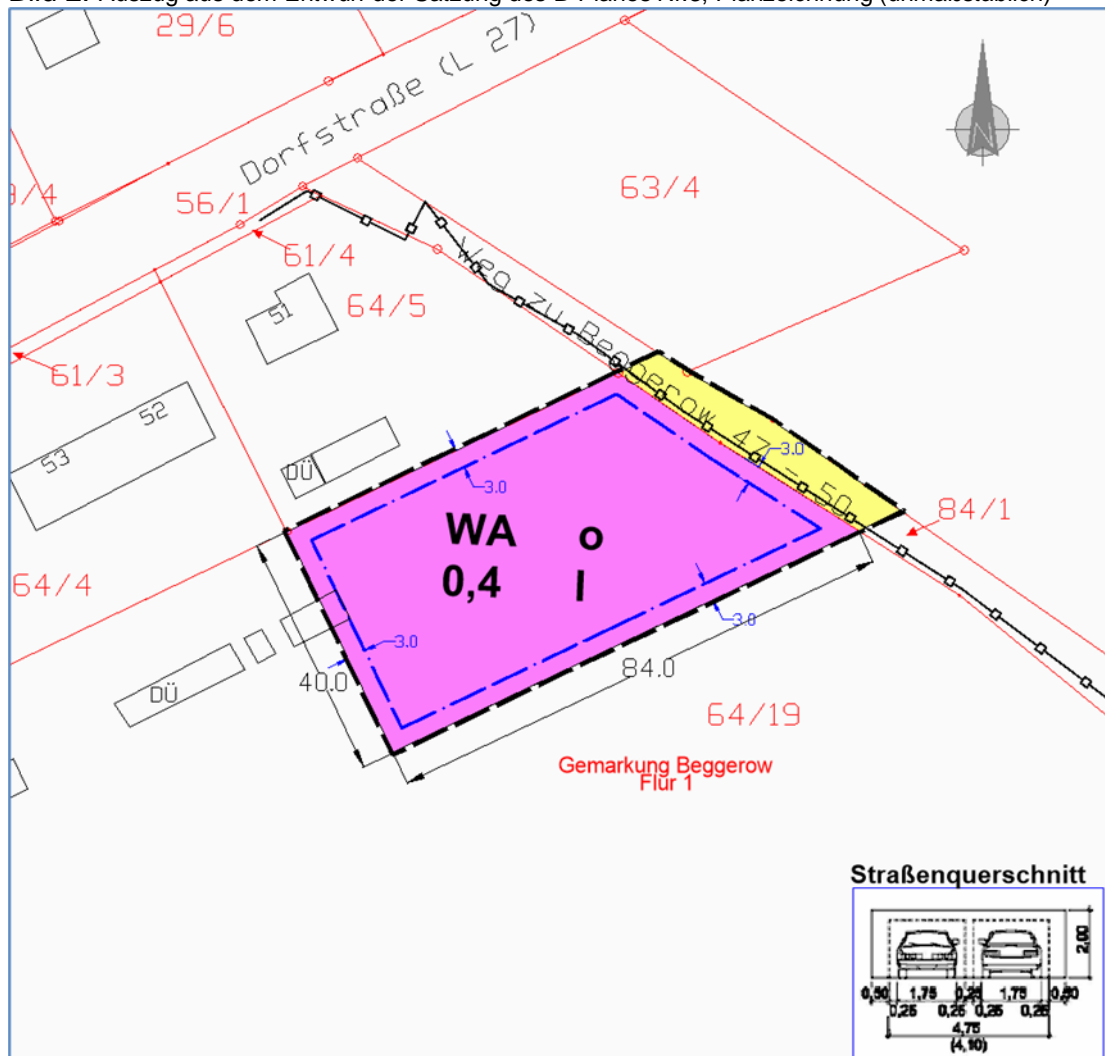 29/6
Dorfstraße (L 27)
9/4
56/1
63/4
61/4
51
64/5
Weg zu Beggerow 47 - 50
61/3
52
53
DÜ
3.0
3.0
84/1
WA o
0,4 I
64/4
3.0
3.0
DÜ
40.0
84.0
64/19
Gemarkung Beggerow
Flur 1
N
Straßenquerschnitt
2,00
0,50 1,75 0,25 1,75 0,50
0,25 0,25 0,25 0,25
4,75
(4,10)